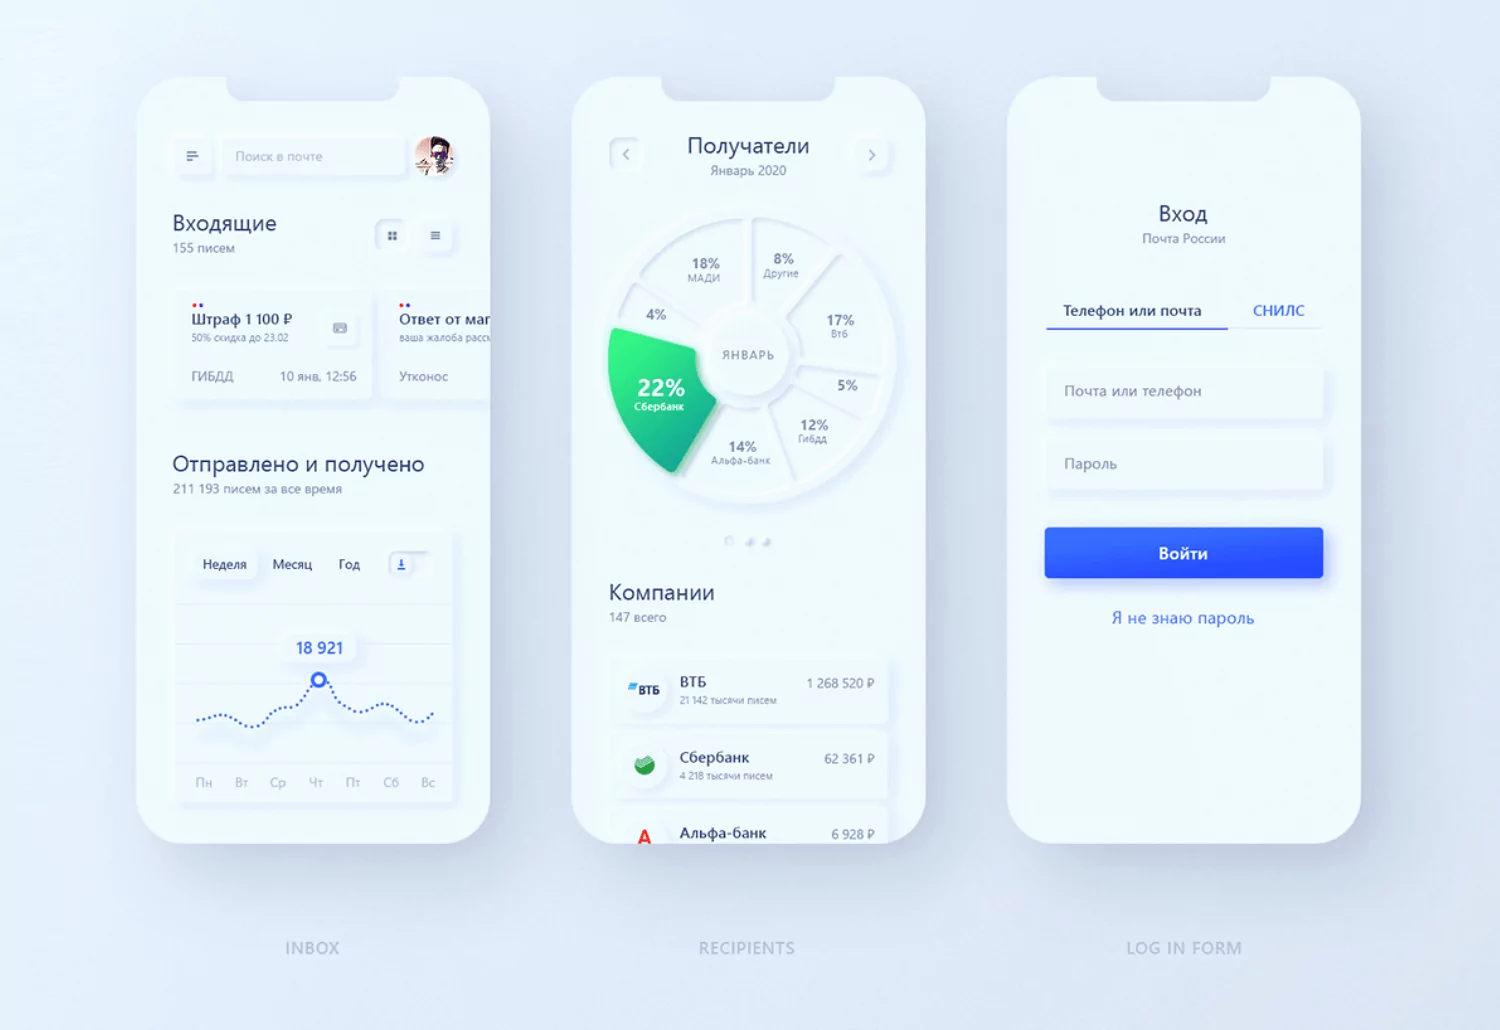 Поиск в почте
Входящие
155 писем
Штраф 1 100 ₽
50% скидка до 23.02
ГИБДД 10 янв, 12:56
Ответ от маг
ваша жалоба рассм
Утконос
Отправлено и получено
211 193 писем за все время
Неделя Месяц Год
18 921
Пн Вт Ср Чт Пт Сб Вс
INBOX
Получатели
Январь 2020
18%
МАДИ
8%
Другие
4%
17%
Втб
ЯНВАРЬ
22%
Сбербанк
5%
12%
Гибдд
14%
Альфа-банк
Компании
147 всего
ВТБ
ВТБ 1 268 520 ₽
21 142 тысячи писем
Сбербанк 62 361 ₽
4 218 тысячи писем
А
Альфа-банк 6 928 ₽
RECIPIENTS
Вход
Почта России
Телефон или почта СНИЛС
Почта или телефон
Пароль
Войти
Я не знаю пароль
LOG IN FORM